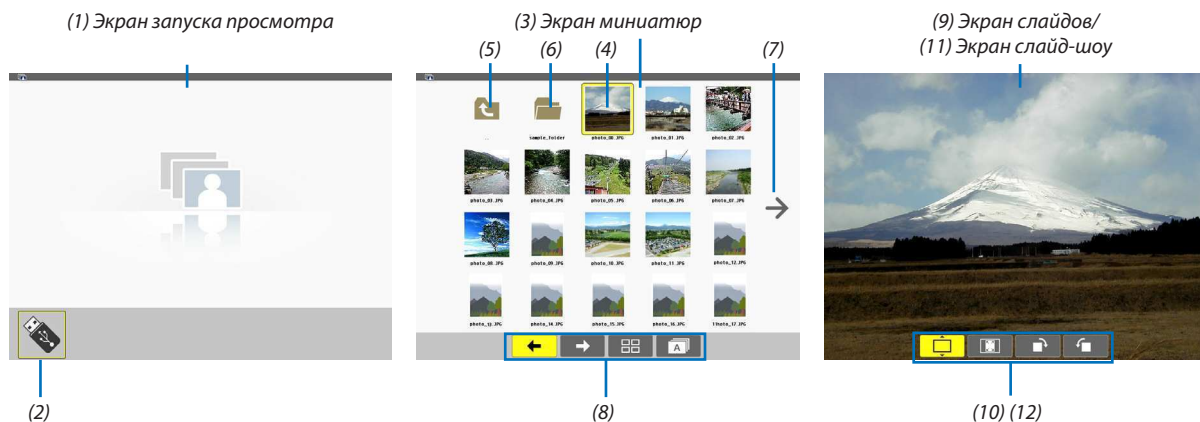 (1) Экран запуска просмотра
(3) Экран миниатюр
(9) Экран слайдов/
(11) Экран слайд-шоу
(5) (6) (4) (7)
sample_folder photo_00.JPG photo_01.JPG photo_02.JPG
photo_03.JPG photo_04.JPG photo_05.JPG photo_06.JPG photo_07.JPG
photo_08.JPG photo_09.JPG photo_10.JPG photo_11.JPG photo_12.JPG
photo_13.JPG photo_14.JPG photo_15.JPG photo_16.JPG photo_17.JPG
A
(2)
(8)
(10) (12)